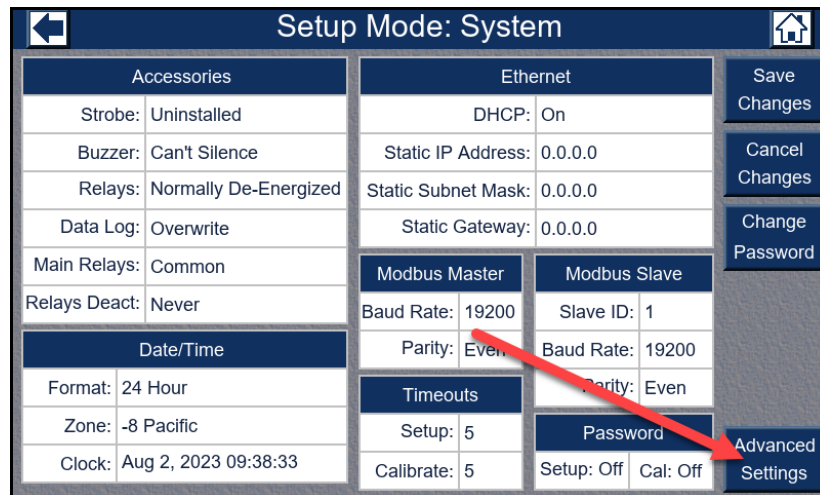 Setup Mode: System
Accessories
Strobe: Uninstalled
Buzzer: Can't Silence
Relays: Normally De-Energized
Data Log: Overwrite
Main Relays: Common
Relays Deact: Never
Date/Time
Format: 24 Hour
Zone: -8 Pacific
Clock: Aug 2, 2023 09:38:33
Ethernet
DHCP: On
Static IP Address: 0.0.0.0
Static Subnet Mask: 0.0.0.0
Static Gateway: 0.0.0.0
Modbus Master
Baud Rate: 19200
Parity: Even
Timeouts
Setup: 5
Calibrate: 5
Modbus Slave
Slave ID: 1
Baud Rate: 19200
Parity: Even
Password
Setup: Off Cal: Off
Save
Changes
Cancel
Changes
Change
Password
Advanced
Settings